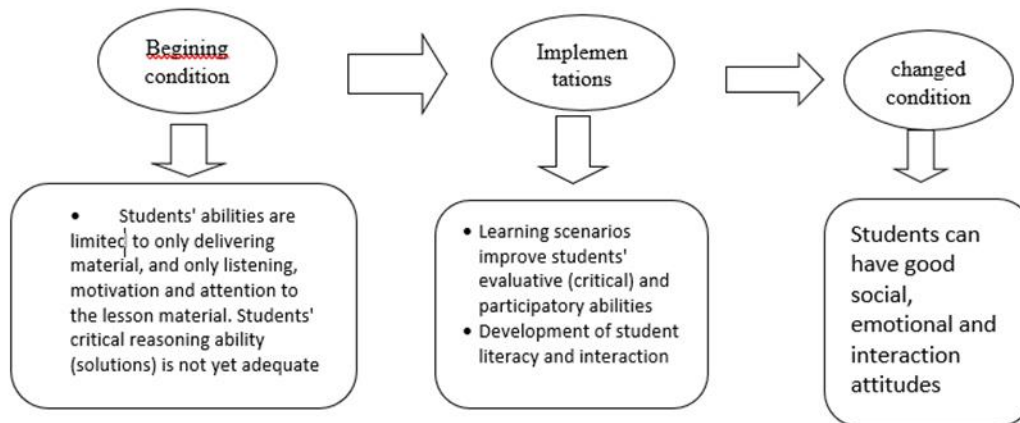 Begining
condition
Implemen
tations
changed
condition
• Students' abilities are
limited to only delivering
material, and only listening,
motivation and attention to
the lesson material. Students'
critical reasoning ability
(solutions) is not yet adequate
• Learning scenarios
improve students'
evaluative (critical) and
participatory abilities
• Development of student
literacy and interaction
Students can
have good
social,
emotional and
interaction
attitudes